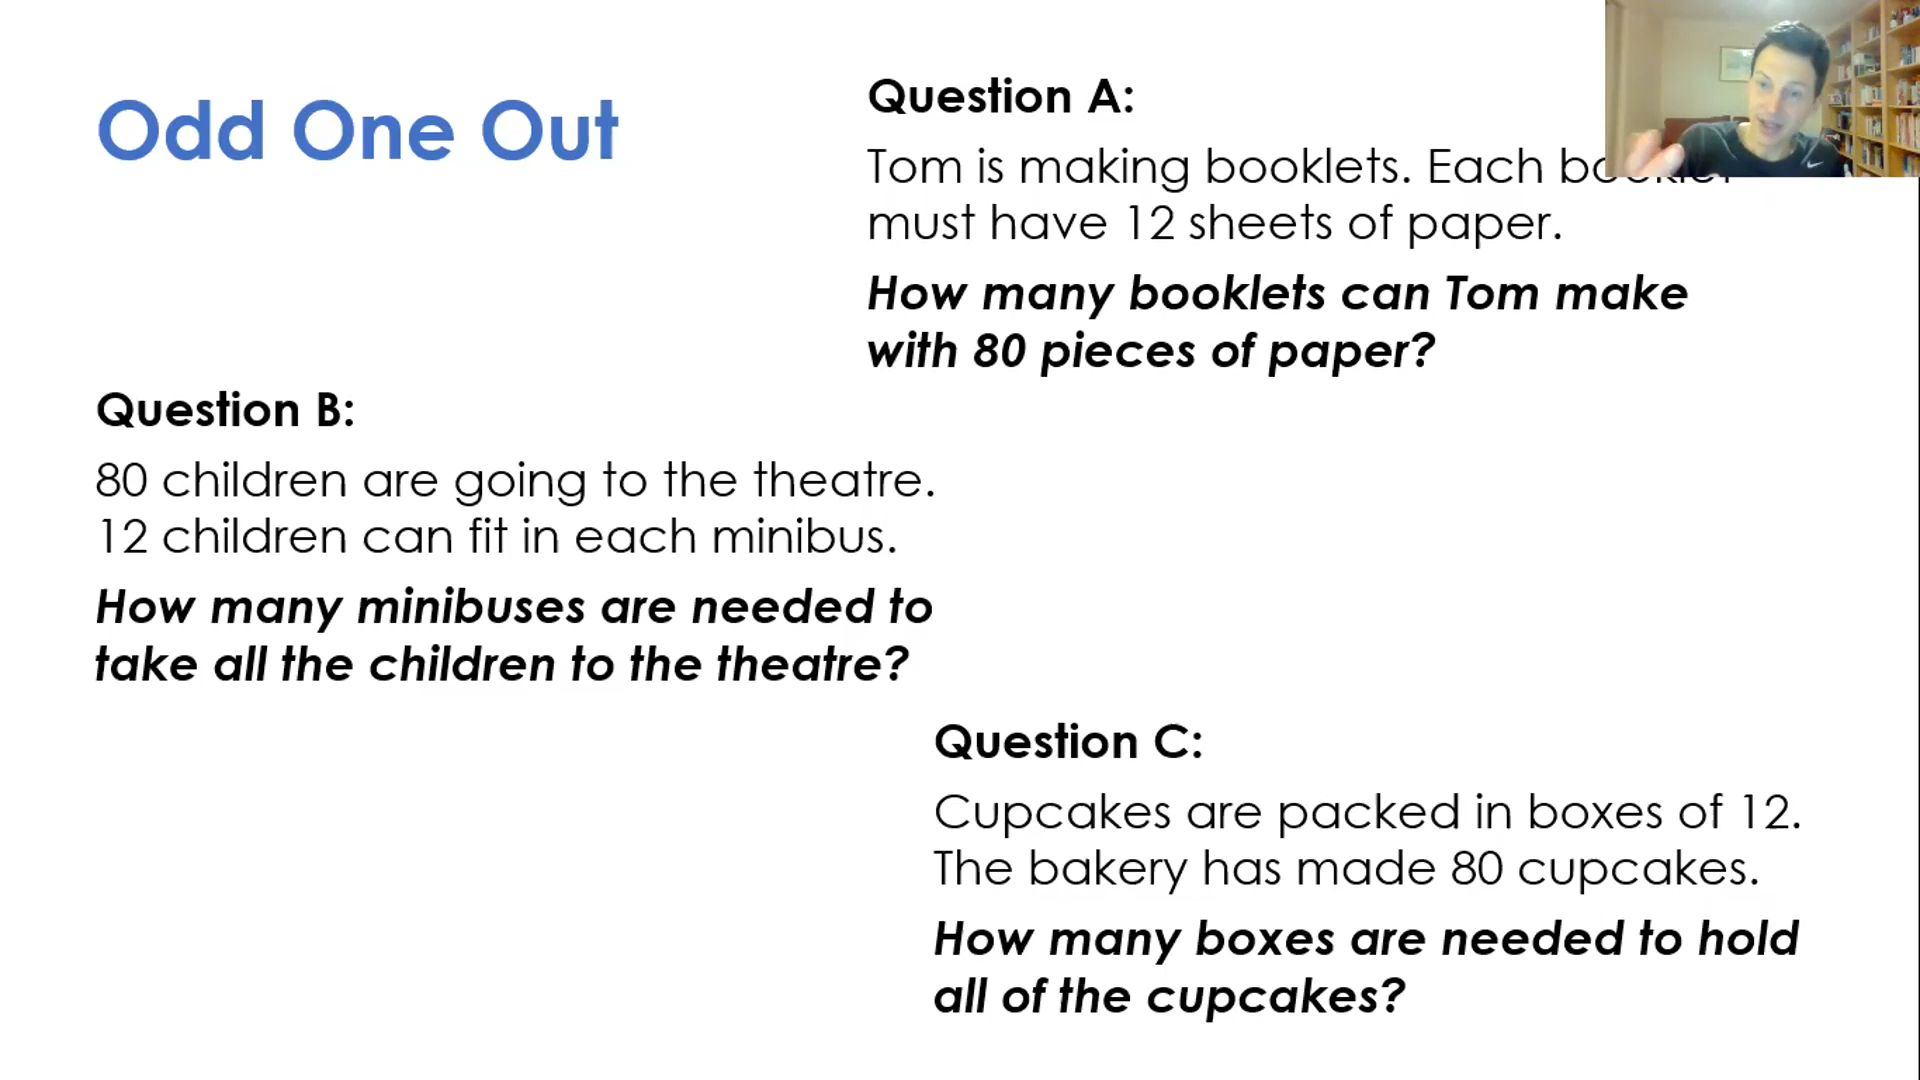 Odd One Out
Question A:
Tom is making booklets. Each booklet
must have 12 sheets of paper.
How many booklets can Tom make
with 80 pieces of paper?
Question B:
80 children are going to the theatre.
12 children can fit in each minibus.
How many minibuses are needed to
take all the children to the theatre?
Question C:
Cupcakes are packed in boxes of 12.
The bakery has made 80 cupcakes.
How many boxes are needed to hold
all of the cupcakes?